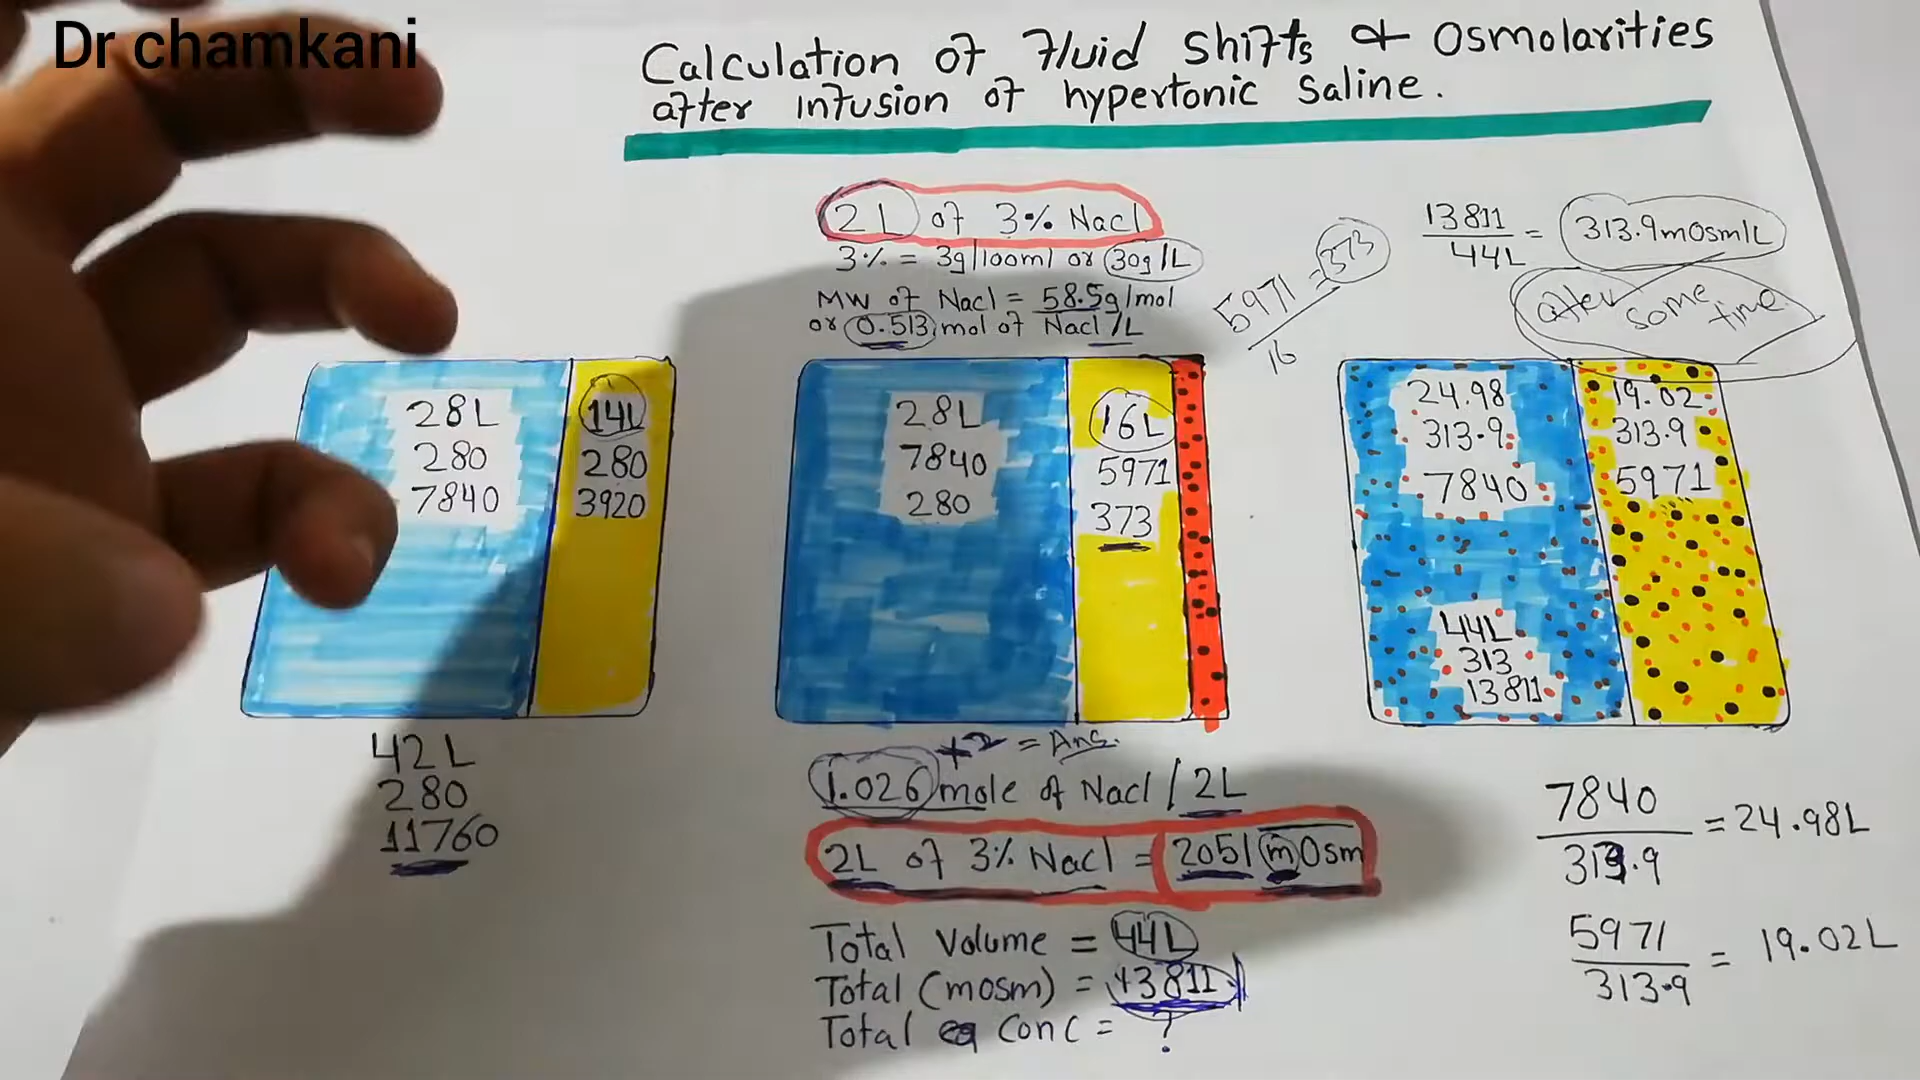 Dr chamkani
Calculation of Fluid Shifts & Osmolarities
after infusion of hypertonic Saline.
2L of 3% Nacl
3% = 3g/100ml or 30g/L
MW of Nacl = 58.5g/mol
or 0.513 mol of Nacl/L
5971/16 = 373
13811/44L = 313.9mOsm/L
after some time
28L
280
7840
14L
280
3920
42L
280
11760
28L
7840
280
16L
5971
373
24.98
313.9
7840
44L
313
13811
19.02
313.9
5971
+2 = Ans.
1.026 mole of Nacl / 2L
2L of 3% Nacl = 2051 mOsm
Total Volume = 44L
Total (mosm) = 13811
Total Conc = ?
7840/313.9 = 24.98L
5971/313.9 = 19.02L